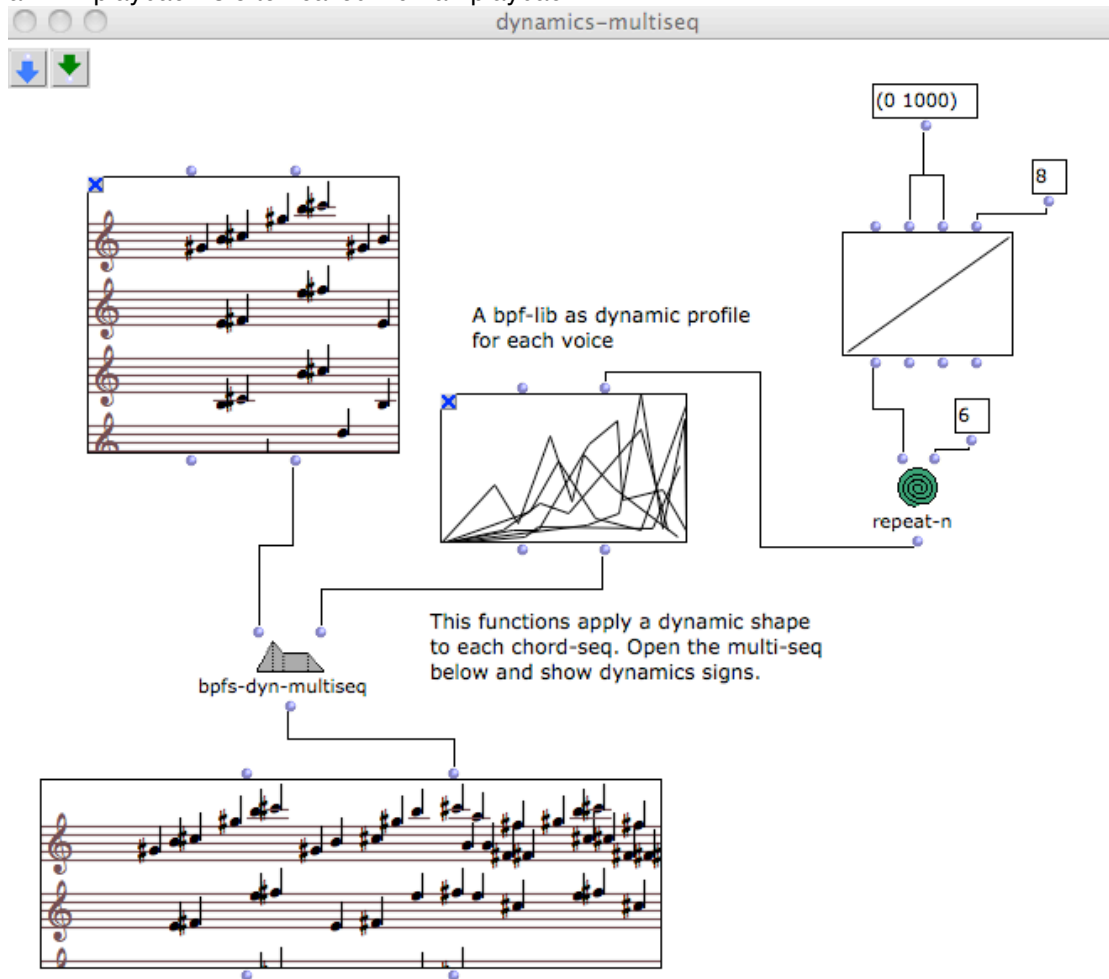 dynamics-multiseq
(0 1000)
8
A bpf-lib as dynamic profile
for each voice
6
repeat-n
This functions apply a dynamic shape
to each chord-seq. Open the multi-seq
below and show dynamics signs.
bpfs-dyn-multiseq